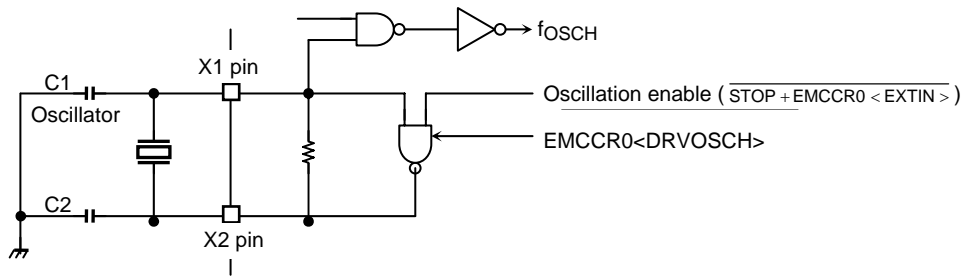 fOSCH
X1 pin
C1
Oscillator
Oscillation enable ( STOP + EMCCR0 < EXTIN > )
EMCCR0<DRVOSCH>
C2
X2 pin